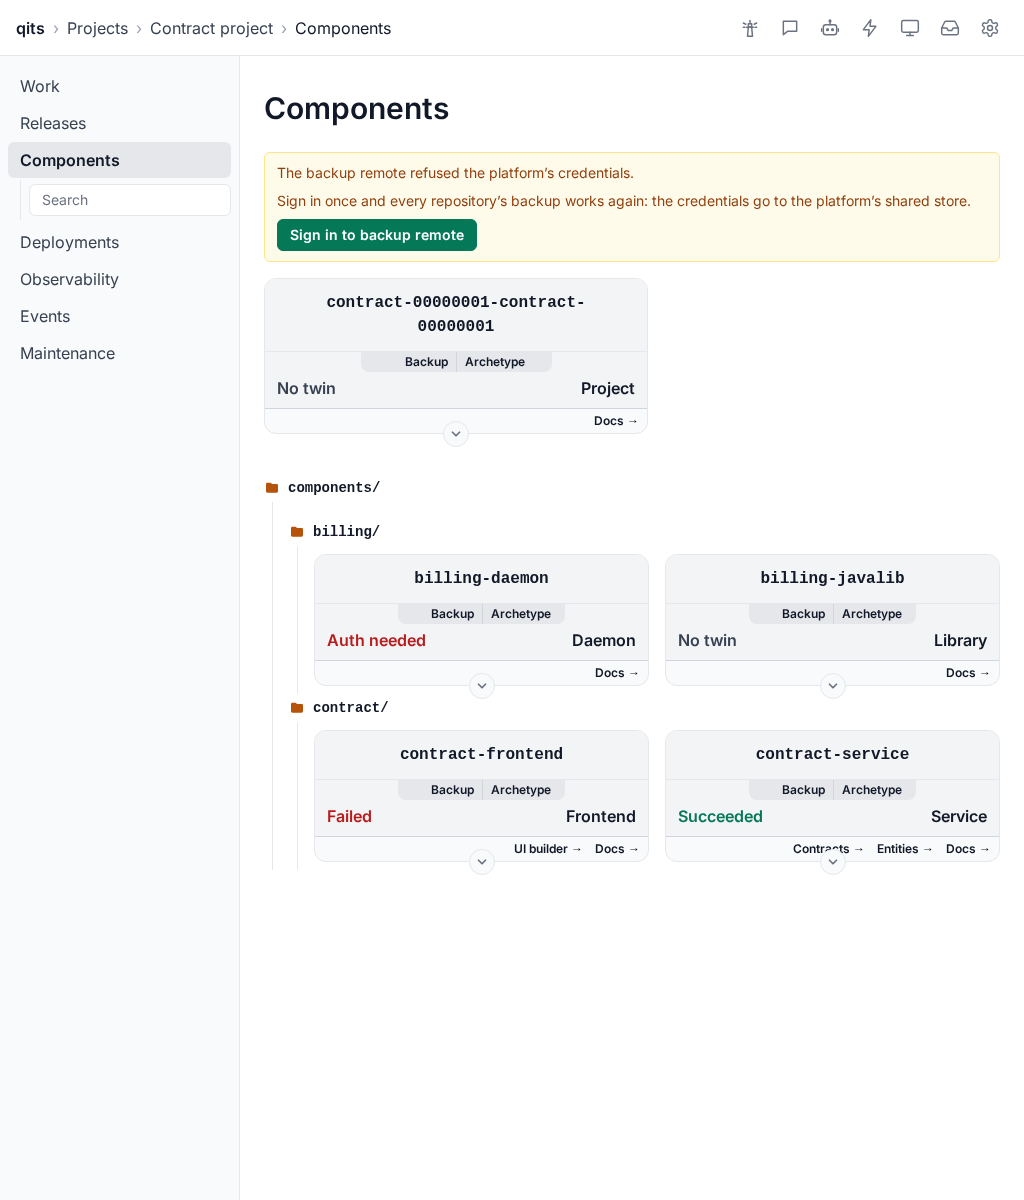 qits › Projects › Contract project › Components
Work
Releases
Components
Search
Deployments
Observability
Events
Maintenance
Components
The backup remote refused the platform’s credentials.
Sign in once and every repository’s backup works again: the credentials go to the platform’s shared store.
Sign in to backup remote
contract-00000001-contract-
00000001
Backup Archetype
No twin Project
Docs →
components/
billing/
billing-daemon
Backup Archetype
Auth needed Daemon
Docs →
billing-javalib
Backup Archetype
No twin Library
Docs →
contract/
contract-frontend
Backup Archetype
Failed Frontend
UI builder → Docs →
contract-service
Backup Archetype
Succeeded Service
Contracts → Entities → Docs →